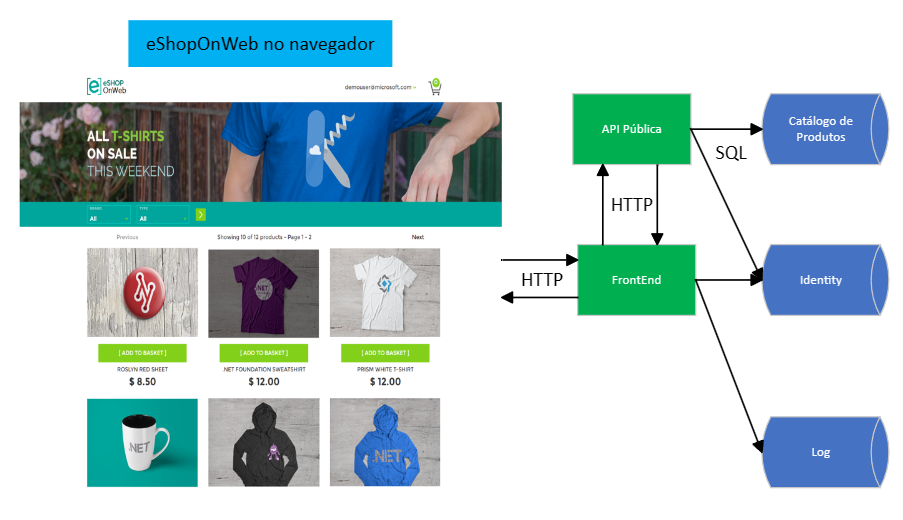 eShopOnWeb no navegador
eSHOP
OnWeb
demouser@microsoft.com
0
ALL T-SHIRTS
ON SALE
THIS WEEKEND
BRAND
All
TYPE
All
Previous
Showing 10 of 12 products - Page 1 - 2
Next
.NET
[ ADD TO BASKET ]
[ ADD TO BASKET ]
[ ADD TO BASKET ]
ROSLYN RED SHEET
.NET FOUNDATION SWEATSHIRT
PRISM WHITE T-SHIRT
$ 8.50
$ 12.00
$ 12.00
.NET
.NET
API Pública
Catálogo de
Produtos
SQL
HTTP
HTTP
FrontEnd
Identity
Log